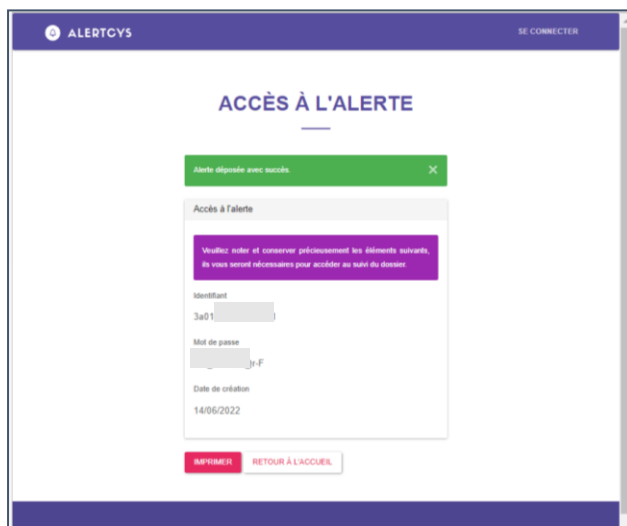 ALERTCYS
SE CONNECTER
ACCÈS À L'ALERTE
Alerte déposée avec succès.
Accès à l'alerte
Veuillez noter et conserver précieusement les éléments suivants,
ils vous seront nécessaires pour accéder au suivi du dossier.
Identifiant
3a01
Mot de passe
r-F
Date de création
14/06/2022
IMPRIMER
RETOUR À L'ACCUEIL